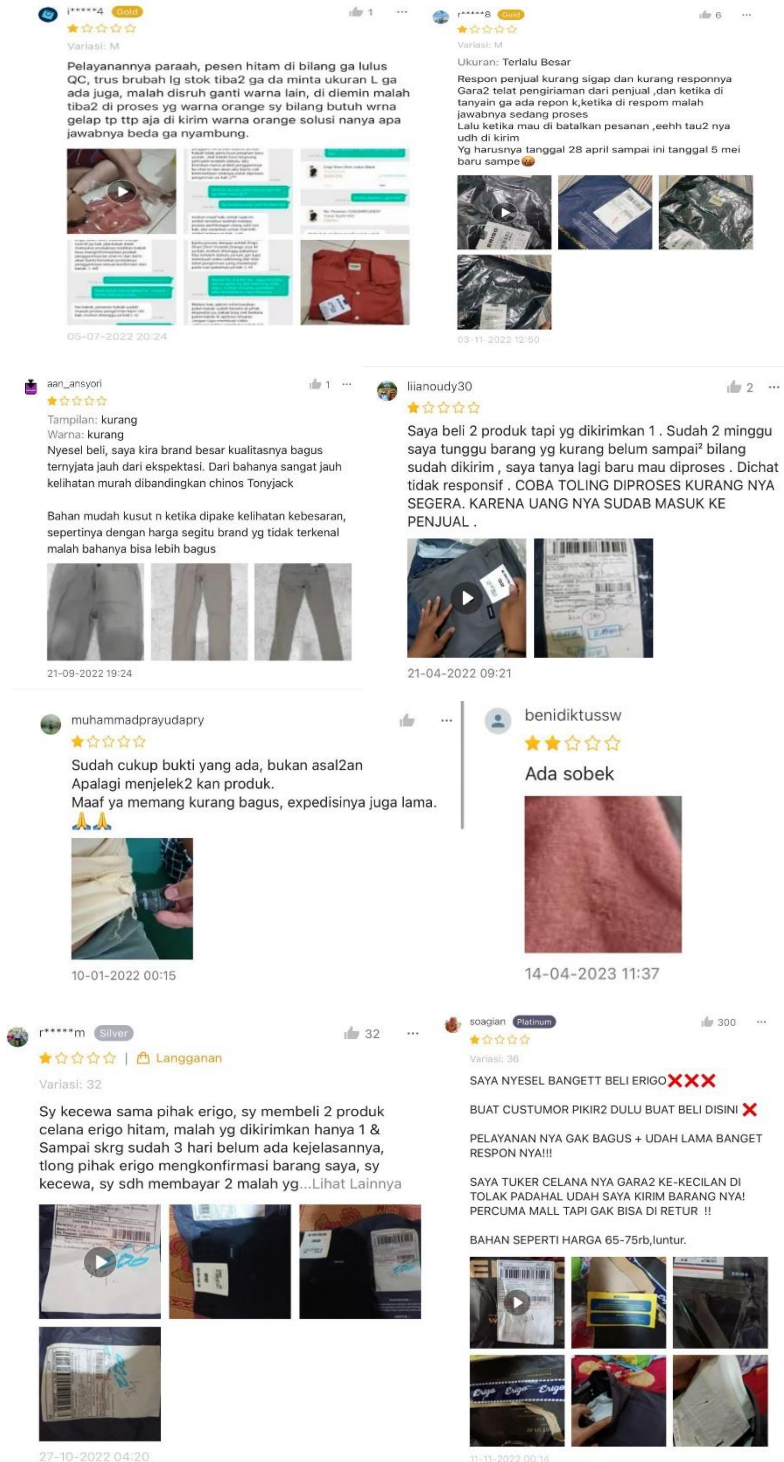 i*****4 Gold
1
Variasi: M
Pelayanannya paraah, pesen hitam di bilang ga lulus
QC, trus brubah lg stok tiba2 ga da minta ukuran L ga
ada juga, malah disruh ganti warna lain, di diemin malah
tiba2 di proses yg warna orange sy bilang butuh wrna
gelap tp ttp aja di kirim warna orange solusi nanya apa
jawabnya beda ga nyambung.
05-07-2022 20:24
r*****8 Gold
6
Variasi: M
Ukuran: Terlalu Besar
Respon penjual kurang sigap dan kurang responnya
Gara2 telat pengiriaman dari penjual ,dan ketika di
tanyain ga ada repon k,ketika di respom malah
jawabnya sedang proses
Lalu ketika mau di batalkan pesanan ,eehh tau2 nya
udh di kirim
Yg harusnya tanggal 28 april sampai ini tanggal 5 mei
baru sampe🤬
03-11-2022 12:50
aan_ansyori
1
Tampilan: kurang
Warna: kurang
Nyesel beli, saya kira brand besar kualitasnya bagus
ternyjata jauh dari ekspektasi. Dari bahanya sangat jauh
kelihatan murah dibandingkan chinos Tonyjack
Bahan mudah kusut n ketika dipake kelihatan kebesaran,
sepertinya dengan harga segitu brand yg tidak terkenal
malah bahanya bisa lebih bagus
21-09-2022 19:24
liianoudy30
2
Saya beli 2 produk tapi yg dikirimkan 1 . Sudah 2 minggu
saya tunggu barang yg kurang belum sampai² bilang
sudah dikirim , saya tanya lagi baru mau diproses . Dichat
tidak responsif . COBA TOLING DIPROSES KURANG NYA
SEGERA. KARENA UANG NYA SUDAB MASUK KE
PENJUAL .
21-04-2022 09:21
muhammadprayudapry
Sudah cukup bukti yang ada, bukan asal2an
Apalagi menjelek2 kan produk.
Maaf ya memang kurang bagus, expedisinya juga lama.
🙏🙏
10-01-2022 00:15
benidiktussw
Ada sobek
14-04-2023 11:37
r*****m Silver
32
Langganan
Variasi: 32
Sy kecewa sama pihak erigo, sy membeli 2 produk
celana erigo hitam, malah yg dikirimkan hanya 1 &
Sampai skrg sudah 3 hari belum ada kejelasannya,
tlong pihak erigo mengkonfirmasi barang saya, sy
kecewa, sy sdh membayar 2 malah yg...Lihat Lainnya
27-10-2022 04:20
soagian Platinum
300
Variasi: 36
SAYA NYESEL BANGETT BELI ERIGO❌❌❌
BUAT CUSTUMOR PIKIR2 DULU BUAT BELI DISINI ❌
PELAYANAN NYA GAK BAGUS + UDAH LAMA BANGET
RESPON NYA!!!
SAYA TUKER CELANA NYA GARA2 KE-KECILAN DI
TOLAK PADAHAL UDAH SAYA KIRIM BARANG NYA!
PERCUMA MALL TAPI GAK BISA DI RETUR !!
BAHAN SEPERTI HARGA 65-75rb,luntur.
Erigo Erigo Erigo
11-11-2022 00:14